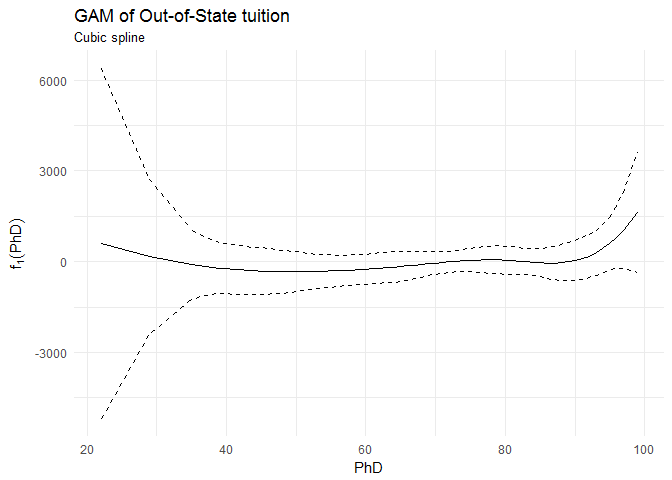 GAM of Out-of-State tuition
Cubic spline
6000
3000
0
-3000
f₁(PhD)
20 40 60 80 100
PhD